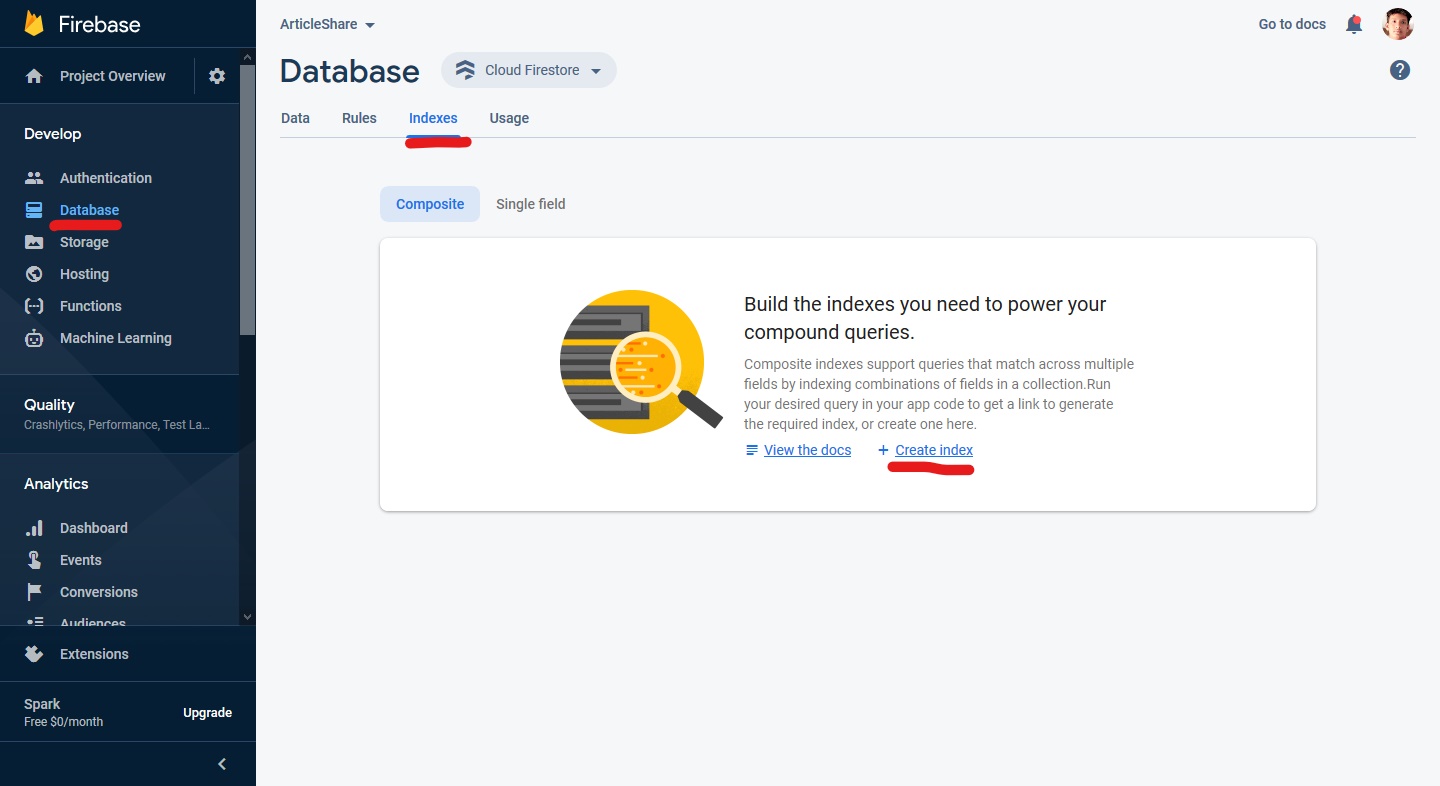 Firebase
Project Overview
Develop
Authentication
Database
Storage
Hosting
Functions
Machine Learning
Quality
Crashlytics, Performance, Test La...
Analytics
Dashboard
Events
Conversions
Audiences
Extensions
Spark
Free $0/month
Upgrade
ArticleShare
Go to docs
Database
Cloud Firestore
?
Data Rules Indexes Usage
Composite Single field
Build the indexes you need to power your
compound queries.
Composite indexes support queries that match across multiple
fields by indexing combinations of fields in a collection.Run
your desired query in your app code to get a link to generate
the required index, or create one here.
View the docs + Create index